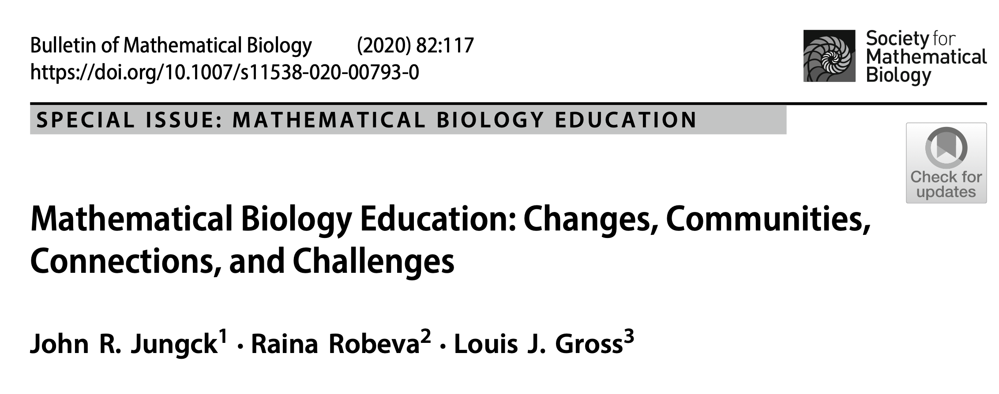 Bulletin of Mathematical Biology (2020) 82:117
https://doi.org/10.1007/s11538-020-00793-0
Society for
Mathematical
Biology
SPECIAL ISSUE: MATHEMATICAL BIOLOGY EDUCATION
Check for
updates
Mathematical Biology Education: Changes, Communities,
Connections, and Challenges
John R. Jungck¹ · Raina Robeva² · Louis J. Gross³